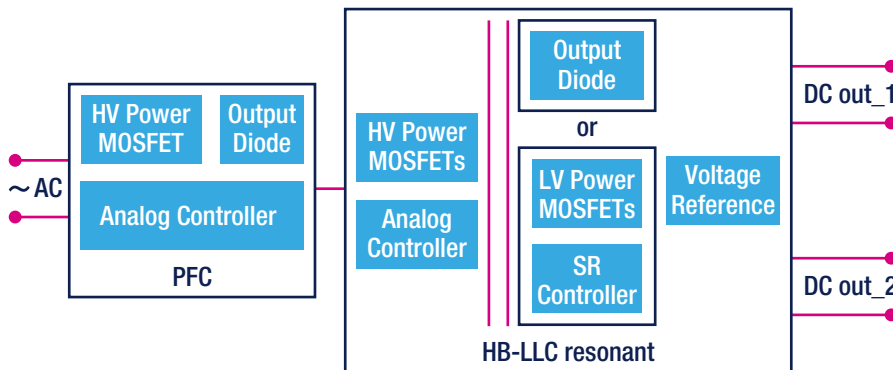 ~ AC
HV Power
MOSFET
Output
Diode
Analog Controller
PFC
HV Power
MOSFETs
Analog
Controller
Output
Diode
or
LV Power
MOSFETs
SR
Controller
Voltage
Reference
HB-LLC resonant
DC out_1
DC out_2